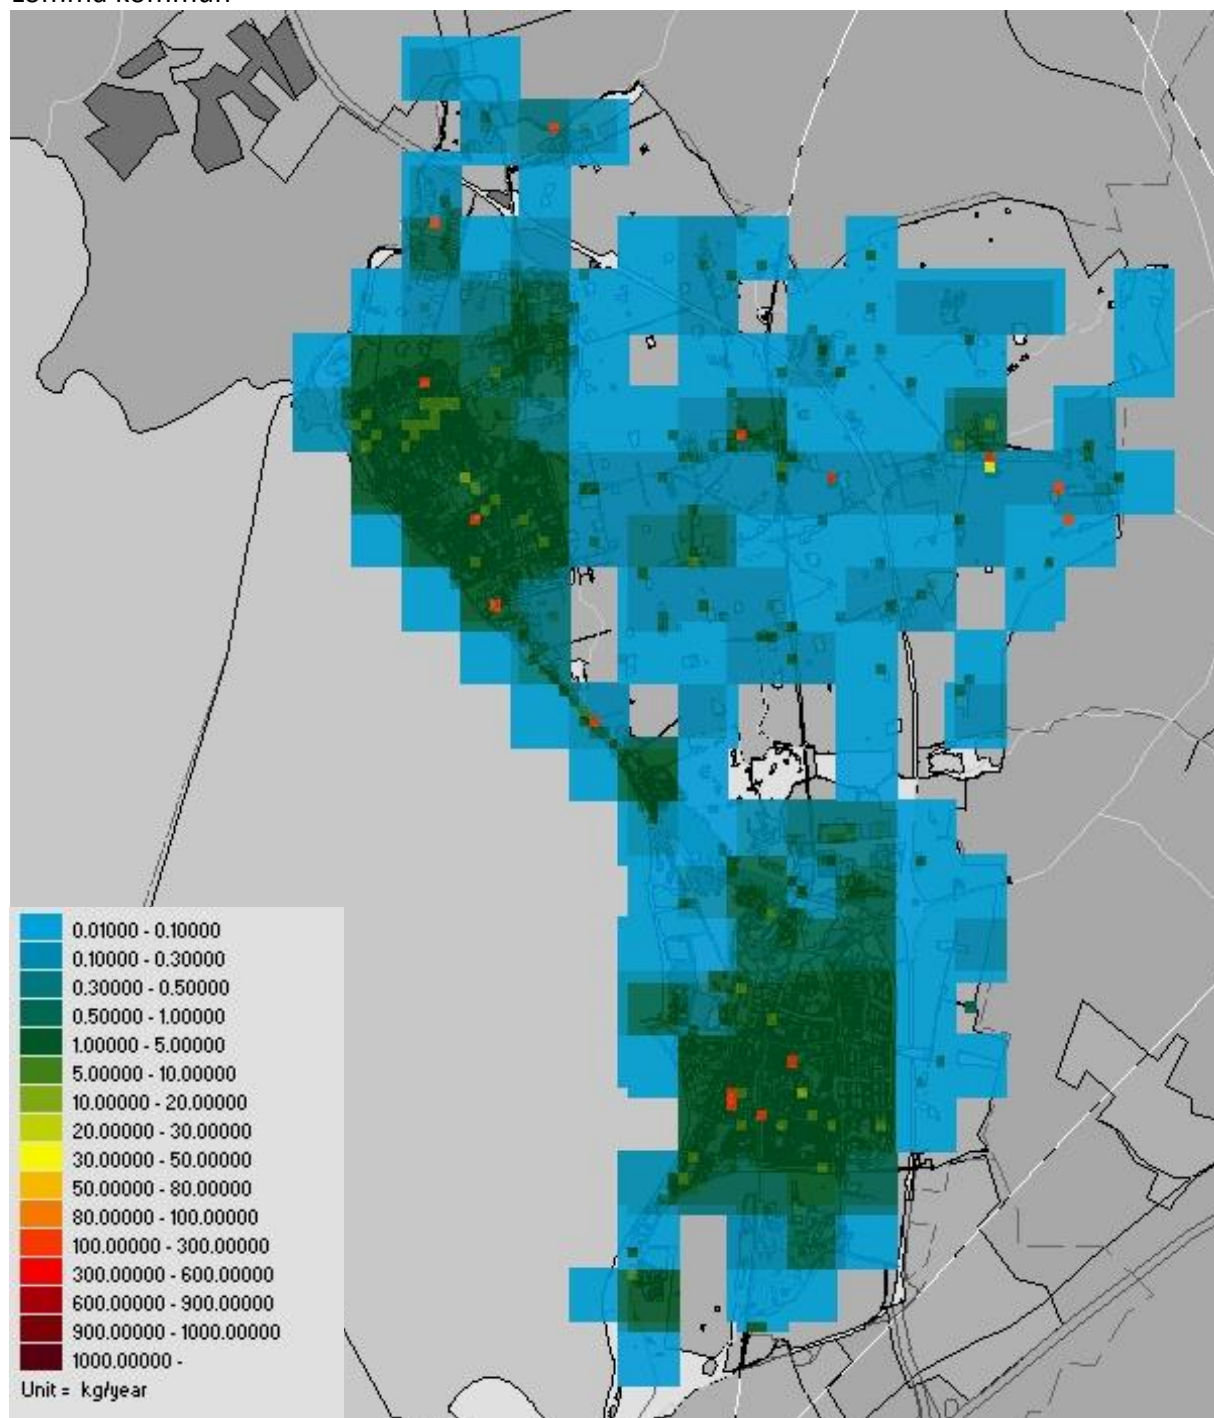 Lomma kommun
0.01000 - 0.10000
0.10000 - 0.30000
0.30000 - 0.50000
0.50000 - 1.00000
1.00000 - 5.00000
5.00000 - 10.00000
10.00000 - 20.00000
20.00000 - 30.00000
30.00000 - 50.00000
50.00000 - 80.00000
80.00000 - 100.00000
100.00000 - 300.00000
300.00000 - 600.00000
600.00000 - 900.00000
900.00000 - 1000.00000
1000.00000 -
Unit = kg/year